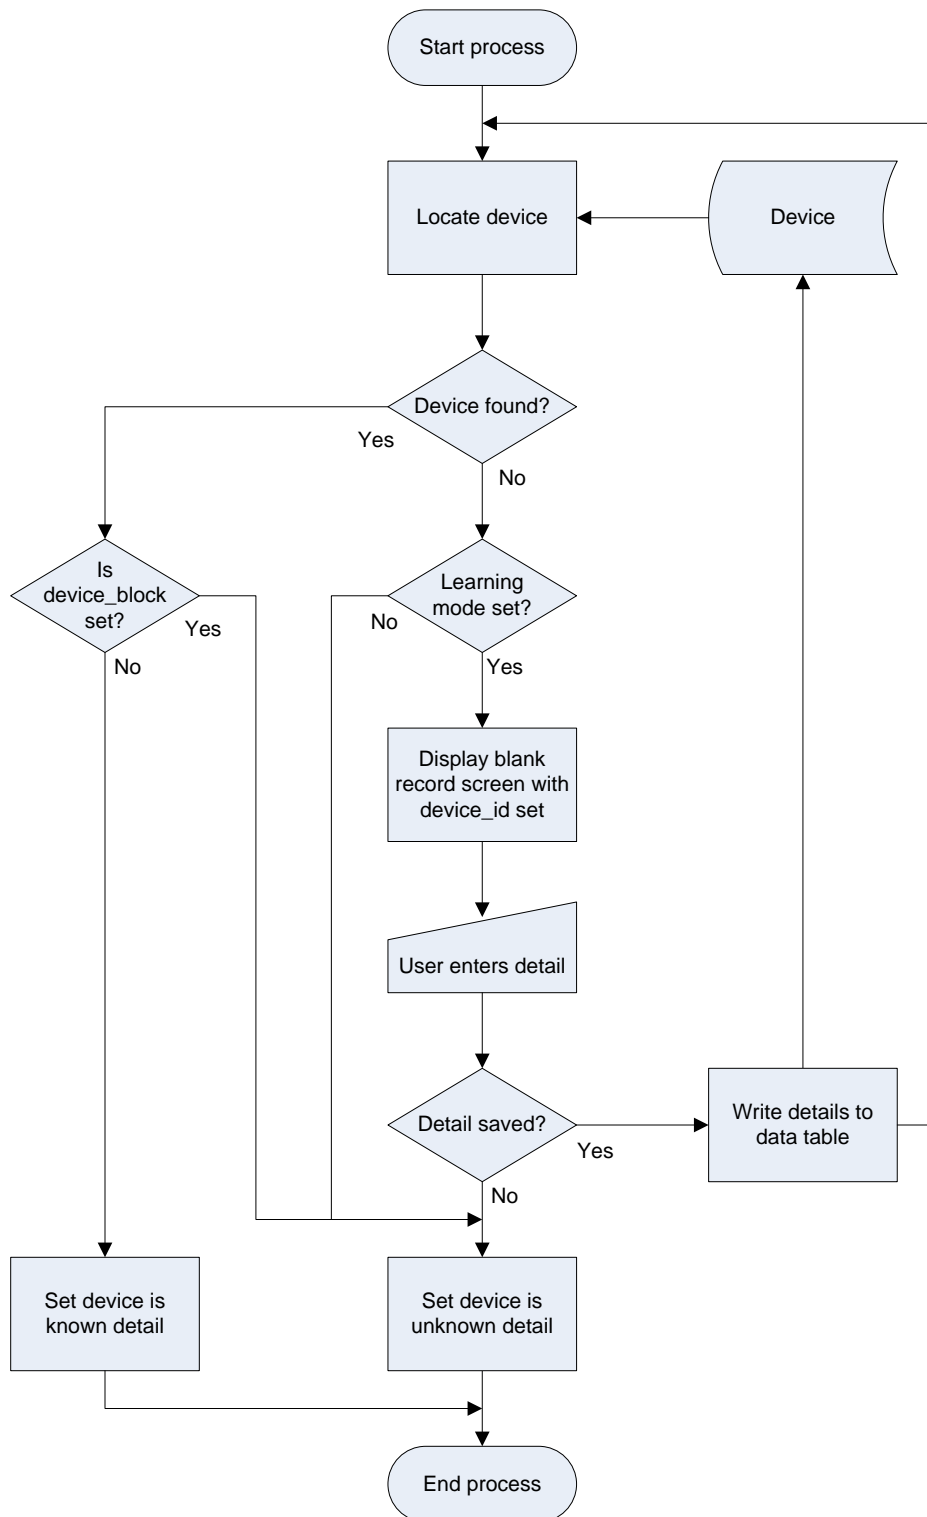 Start process
Locate device
Device
Device found?
Yes
No
Is
device_block
set?
Yes
No
Learning
mode set?
No
Yes
Display blank
record screen with
device_id set
User enters detail
Detail saved?
Yes
No
Write details to
data table
Set device is
known detail
Set device is
unknown detail
End process